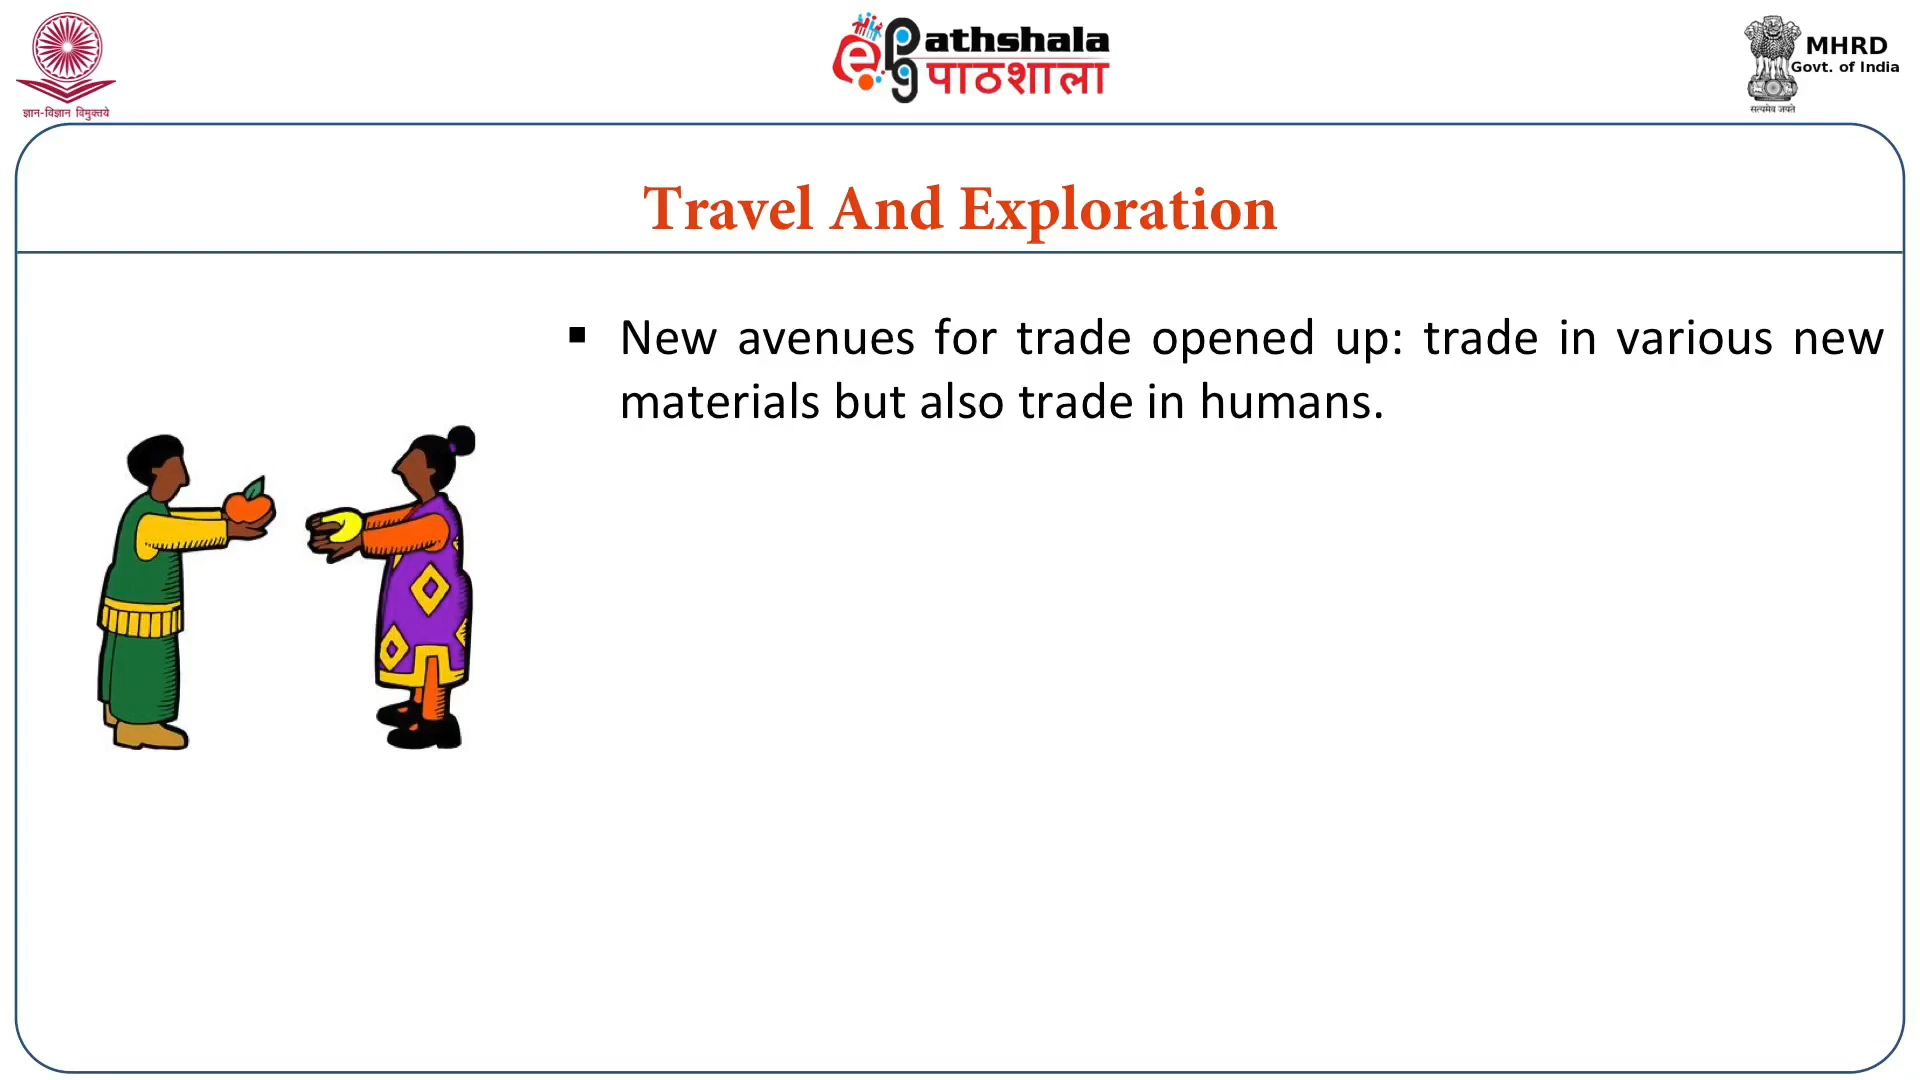 ज्ञान-विज्ञान विमुक्तये
ePathshala
पाठशाला
MHRD
Govt. of India
सत्यमेव जयते
Travel And Exploration
▪ New avenues for trade opened up: trade in various new
materials but also trade in humans.